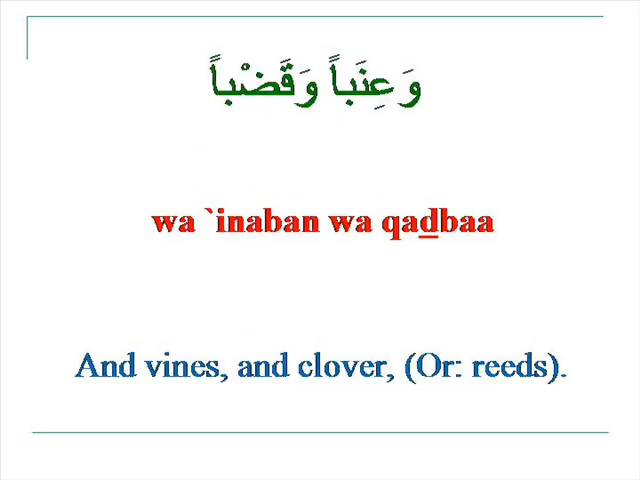 وَعِنَباً وَقَضْباً
wa `inaban wa qadbaa
And vines, and clover, (Or: reeds).